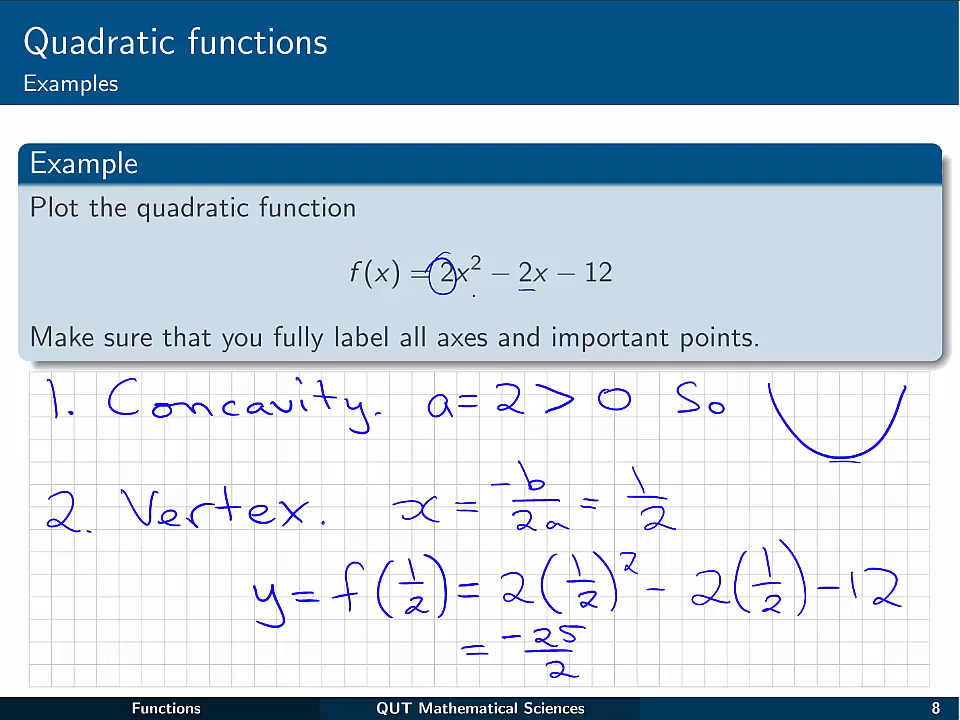 Quadratic functions
Examples
Example
Plot the quadratic function
f(x) = 2x² − 2x − 12
Make sure that you fully label all axes and important points.
1. Concavity. a = 2 > 0 So
2. Vertex. x = -b/2a = 1/2
y = f(1/2) = 2(1/2)² − 2(1/2) − 12
= -25/2
Functions QUT Mathematical Sciences 8